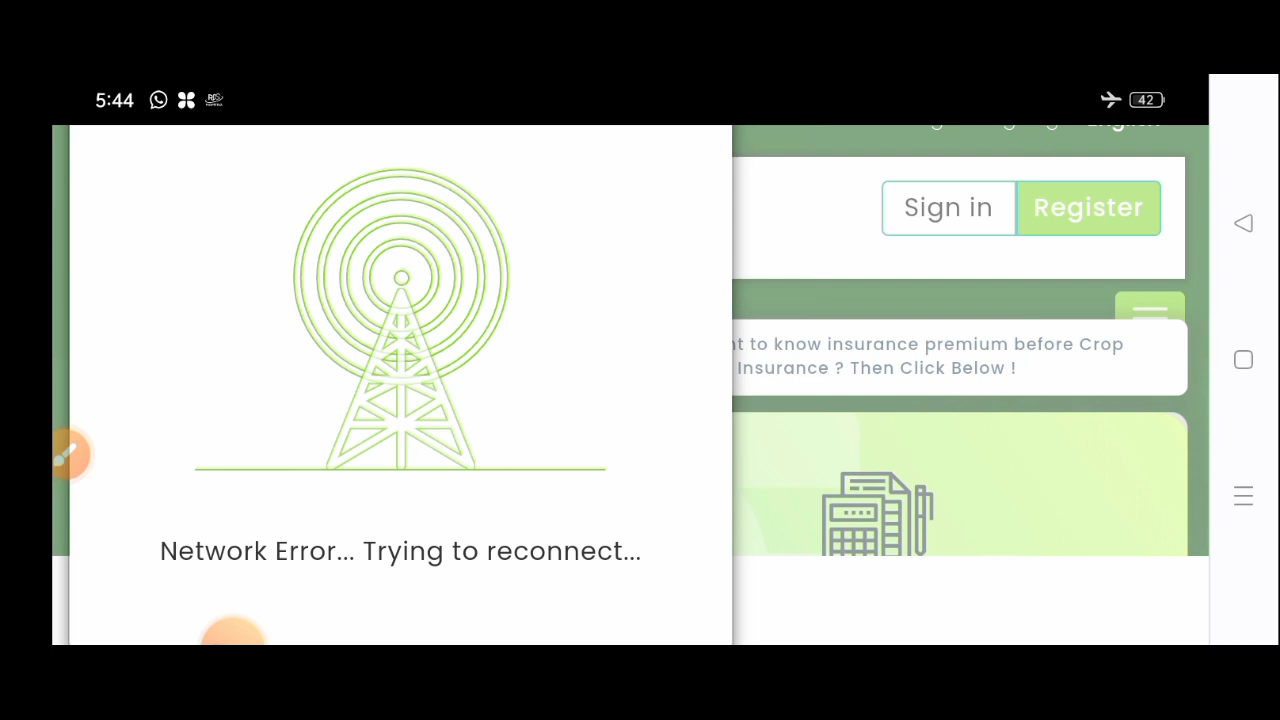 5:44
42
English
Sign in
Register
nt to know insurance premium before Crop
Insurance ? Then Click Below !
Network Error... Trying to reconnect...